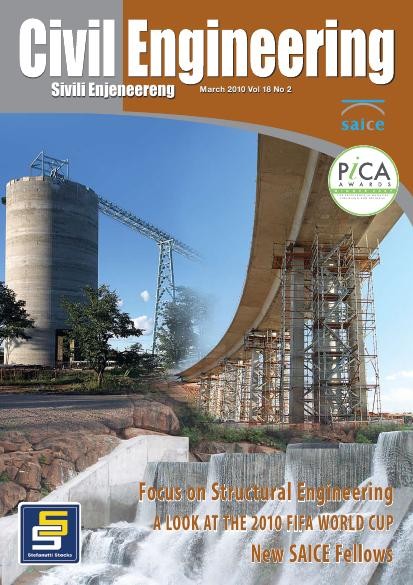 Civil Engineering
Sivili Enjeneereng
March 2010 Vol 18 No 2
saice
PiCA
AWARDS
Focus on Structural Engineering
A LOOK AT THE 2010 FIFA WORLD CUP
New SAICE Fellows
Stefanutti Stocks